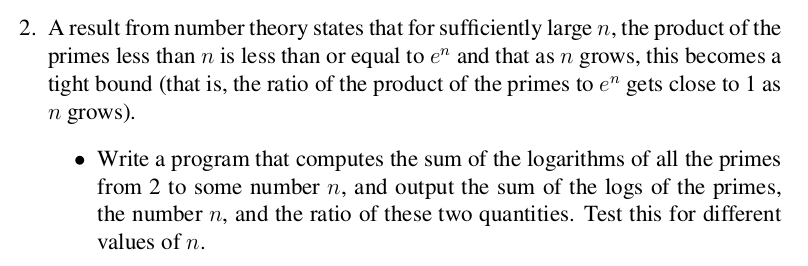 2. A result from number theory states that for sufficiently large n, the product of the
primes less than n is less than or equal to eⁿ and that as n grows, this becomes a
tight bound (that is, the ratio of the product of the primes to eⁿ gets close to 1 as
n grows).
• Write a program that computes the sum of the logarithms of all the primes
from 2 to some number n, and output the sum of the logs of the primes,
the number n, and the ratio of these two quantities. Test this for different
values of n.